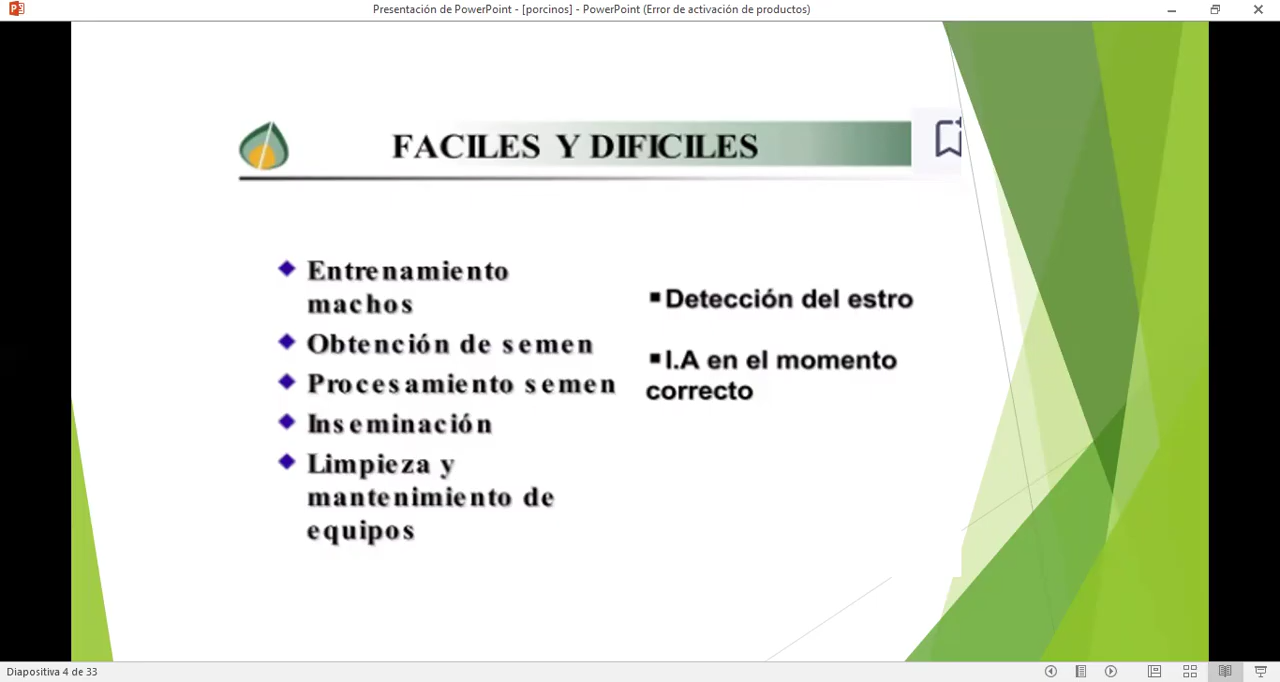 Presentación de PowerPoint - [porcinos] - PowerPoint (Error de activación de productos)
FACILES Y DIFICILES
Entrenamiento
machos
Obtención de semen
Procesamiento semen
Inseminación
Limpieza y
mantenimiento de
equipos
Detección del estro
I.A en el momento
correcto
Diapositiva 4 de 33